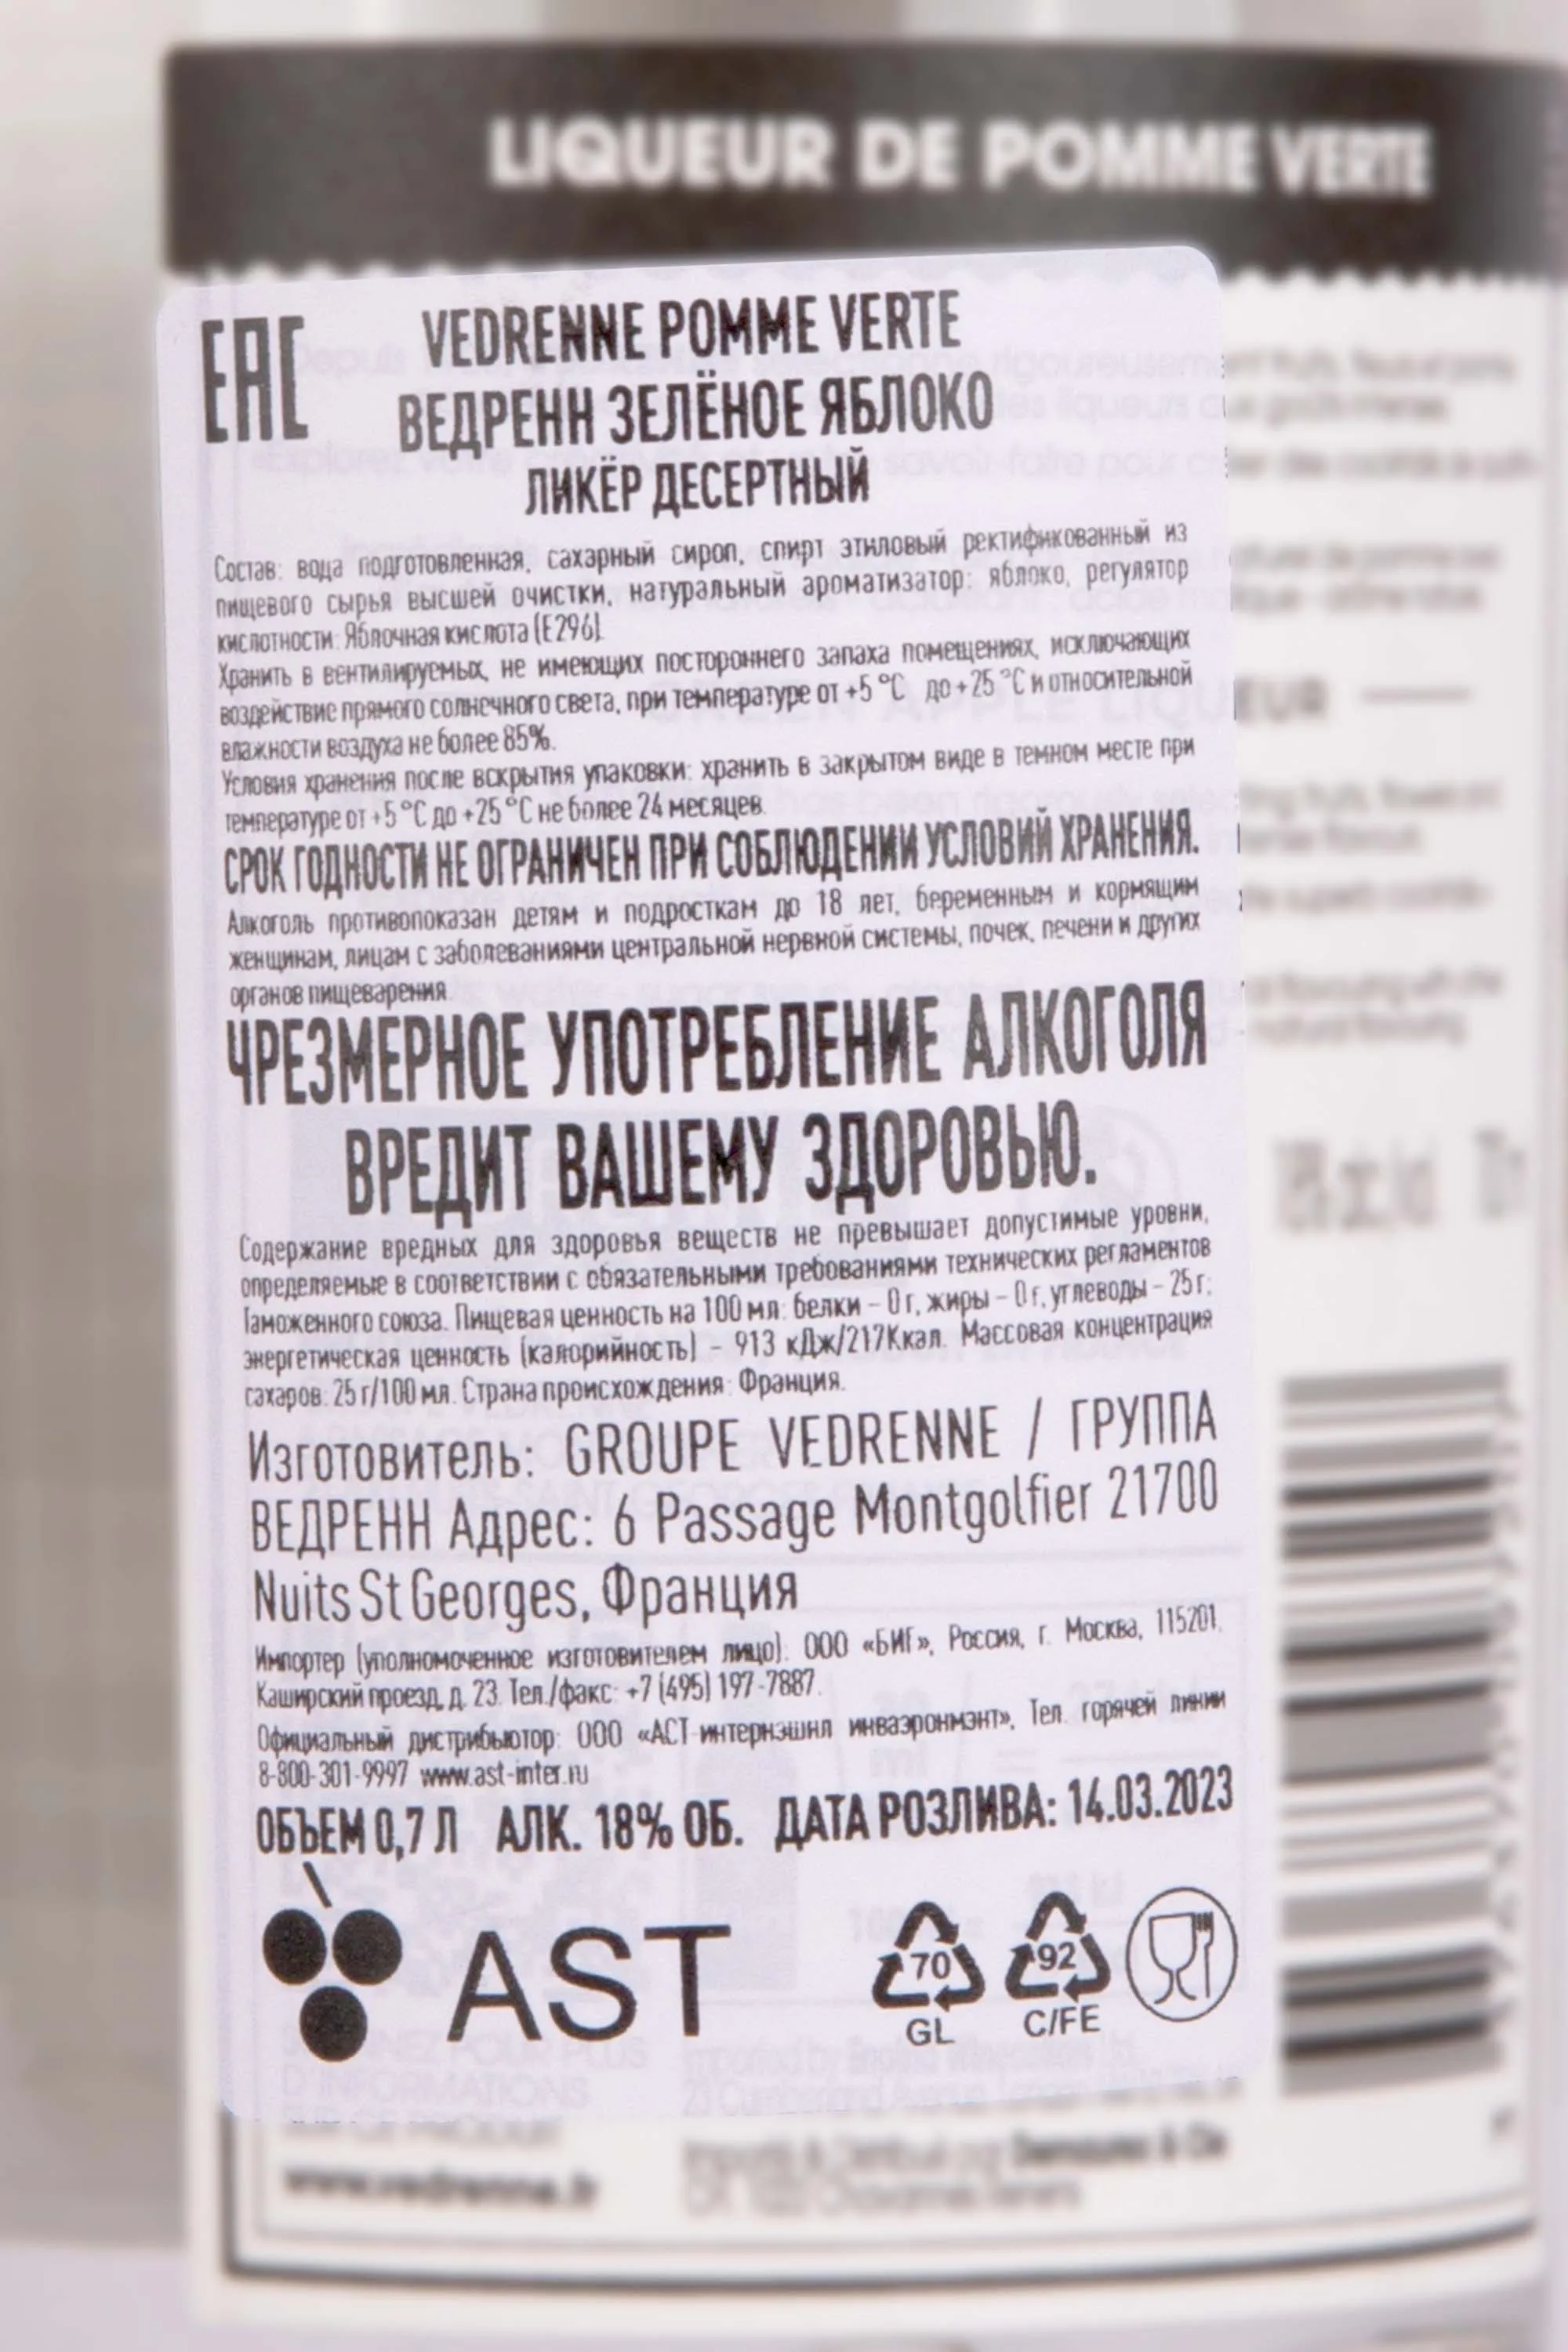 LIQUEUR DE POMME VERTE
EAC
VEDRENNE POMME VERTE
ВЕДРЕНН ЗЕЛЁНОЕ ЯБЛОКО
ЛИКЁР ДЕСЕРТНЫЙ
Состав: вода подготовленная, сахарный сироп, спирт этиловый ректификованный из
пищевого сырья высшей очистки, натуральный ароматизатор: яблоко, регулятор
кислотности: Яблочная кислота (Е296).
Хранить в вентилируемых, не имеющих постороннего запаха помещениях, исключающих
воздействие прямого солнечного света, при температуре от +5 °С до +25 °С и относительной
влажности воздуха не более 85%.
Условия хранения после вскрытия упаковки: хранить в закрытом виде в темном месте при
температуре от +5 °С до +25 °С не более 24 месяцев.
СРОК ГОДНОСТИ НЕ ОГРАНИЧЕН ПРИ СОБЛЮДЕНИИ УСЛОВИЙ ХРАНЕНИЯ.
Алкоголь противопоказан детям и подросткам до 18 лет, беременным и кормящим
женщинам, лицам с заболеваниями центральной нервной системы, почек, печени и других
органов пищеварения
ЧРЕЗМЕРНОЕ УПОТРЕБЛЕНИЕ АЛКОГОЛЯ
ВРЕДИТ ВАШЕМУ ЗДОРОВЬЮ.
Содержание вредных для здоровья веществ не превышает допустимые уровни,
определяемые в соответствии с обязательными требованиями технических регламентов
Таможенного союза. Пищевая ценность на 100 мл: белки – 0 г, жиры – 0 г, углеводы – 25 г;
энергетическая ценность (калорийность) – 913 кДж/217Ккал. Массовая концентрация
сахаров: 25 г/100 мл. Страна происхождения: Франция.
Изготовитель: GROUPE VEDRENNE / ГРУППА
ВЕДРЕНН Адрес: 6 Passage Montgolfier 21700
Nuits St Georges, Франция
Импортер (уполномоченное изготовителем лицо): ООО «БИГ», Россия, г. Москва, 115201,
Каширский проезд, д. 23. Тел./факс: +7 (495) 197-7887.
Официальный дистрибьютор: ООО «АСТ-интернэшнл инваэронмэнт», Тел. горячей линии
8-800-301-9997 www.ast-inter.ru
ОБЪЕМ 0,7 Л АЛК. 18% ОБ. ДАТА РОЗЛИВА: 14.03.2023
AST
70
GL
92
C/FE
www.vedrenne.fr